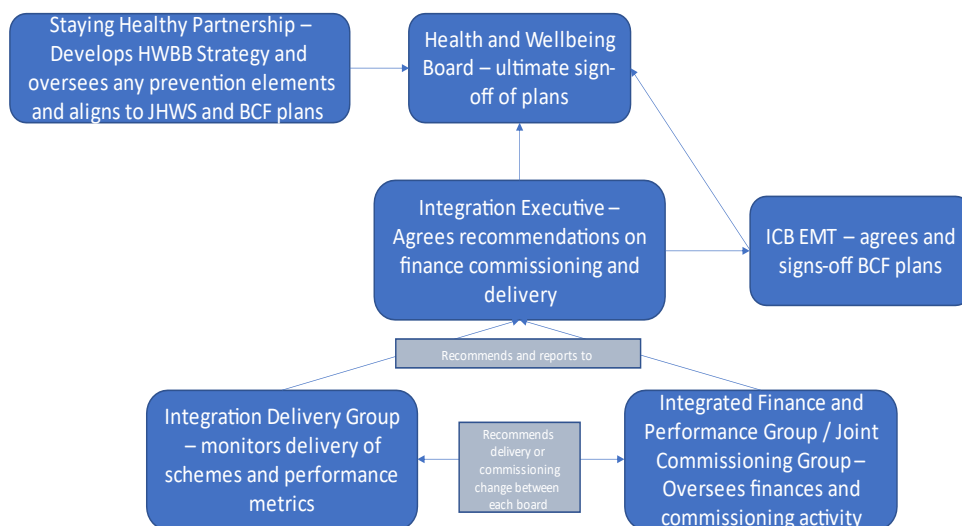 Staying Healthy Partnership –
Develops HWBB Strategy and
oversees any prevention elements
and aligns to JHWS and BCF plans
Health and Wellbeing
Board – ultimate sign-
off of plans
Integration Executive –
Agrees recommendations on
finance commissioning and
delivery
ICB EMT – agrees and
signs-off BCF plans
Recommends and reports to
Integration Delivery Group
– monitors delivery of
schemes and performance
metrics
Recommends
delivery or
commissioning
change between
each board
Integrated Finance and
Performance Group / Joint
Commissioning Group –
Oversees finances and
commissioning activity